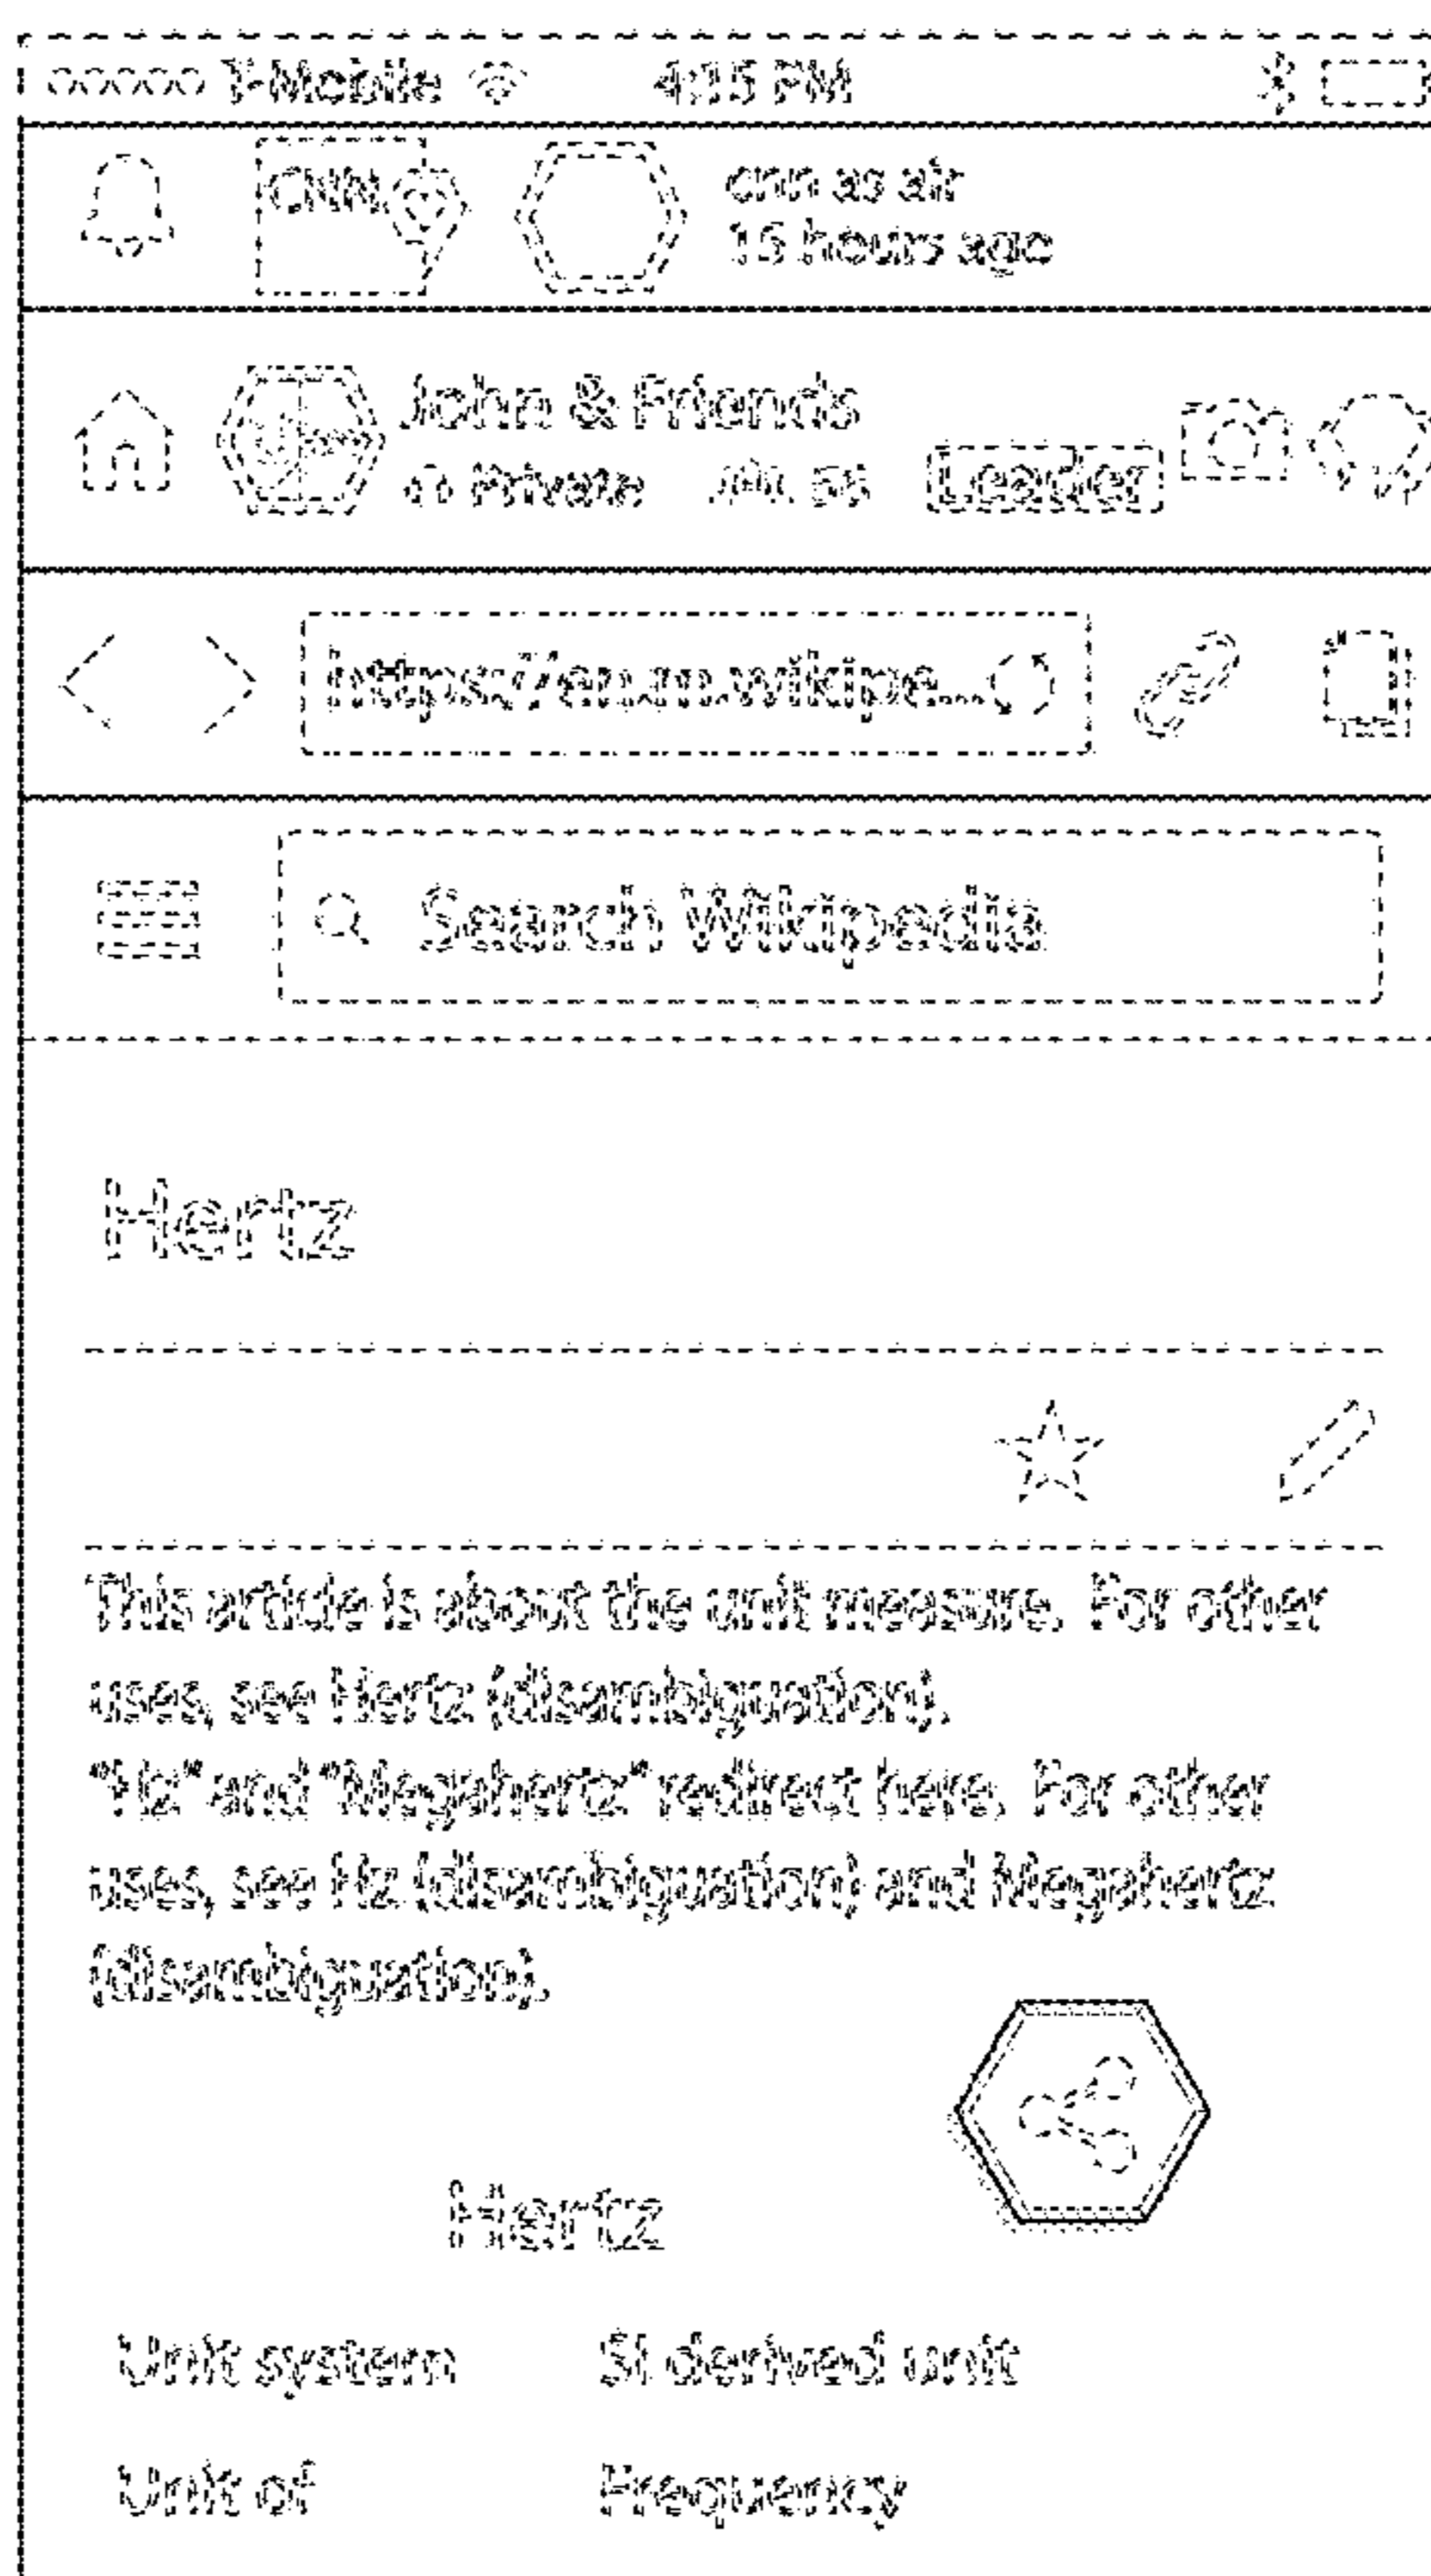 T-Mobile 4:15 PM
CNN
cnn as air
15 hours ago
John & Friends
Private Leader
https://en.m.wikipe...
Search Wikipedia
Hertz
This article is about the unit measure. For other
uses, see Hertz (disambiguation).
"Hz" and "Megahertz" redirect here. For other
uses, see Hz (disambiguation) and Megahertz
(disambiguation).
Hertz
Unit system SI derived unit
Unit of Frequency